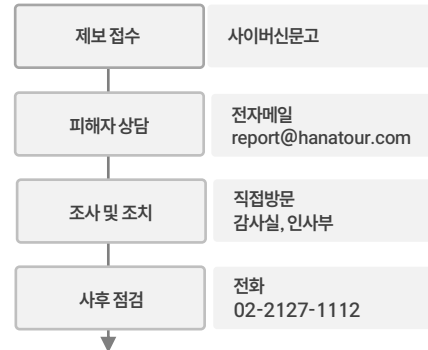 제보 접수
사이버신문고
피해자 상담
전자메일
report@hanatour.com
조사 및 조치
직접방문
감사실, 인사부
사후 점검
전화
02-2127-1112